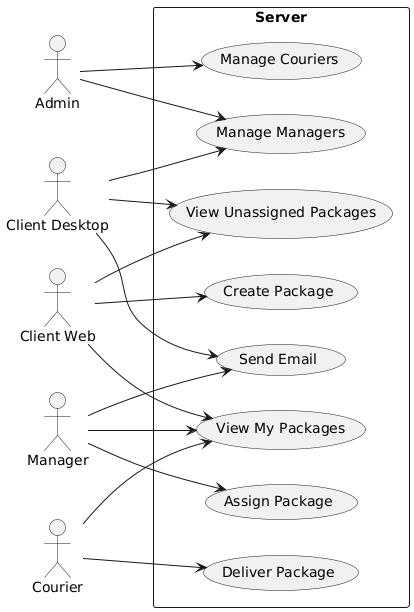 Server
Manage Couriers
Admin
Manage Managers
Client Desktop
View Unassigned Packages
Create Package
Client Web
Send Email
View My Packages
Manager
Assign Package
Deliver Package
Courier